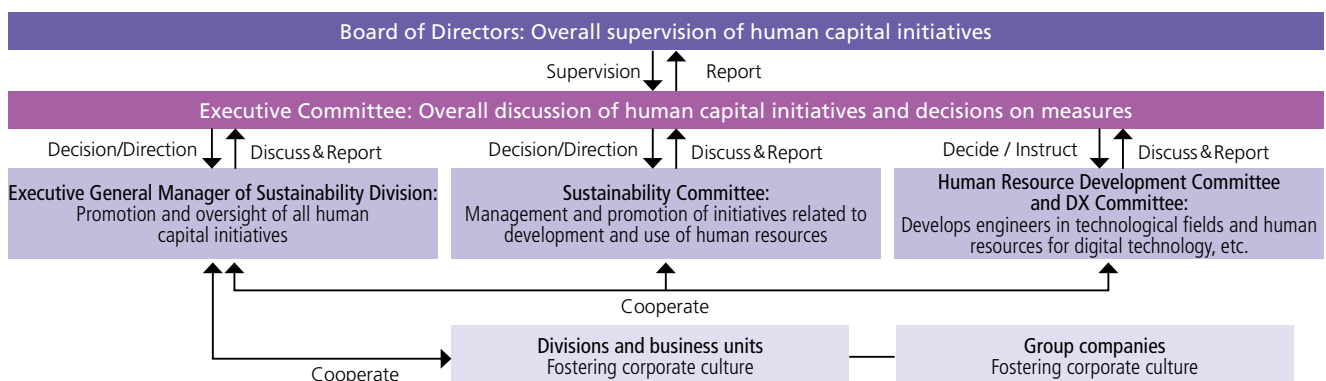 Board of Directors: Overall supervision of human capital initiatives
Supervision
Report
Executive Committee: Overall discussion of human capital initiatives and decisions on measures
Decision/Direction
Discuss & Report
Decision/Direction
Discuss & Report
Decide / Instruct
Discuss & Report
Executive General Manager of Sustainability Division:
Promotion and oversight of all human
capital initiatives
Sustainability Committee:
Management and promotion of initiatives related to
development and use of human resources
Human Resource Development Committee
and DX Committee:
Develops engineers in technological fields and human
resources for digital technology, etc.
Cooperate
Cooperate
Divisions and business units
Fostering corporate culture
Group companies
Fostering corporate culture